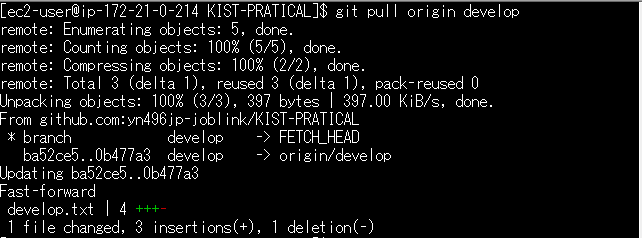 [ec2-user@ip-172-21-0-214 KIST-PRATICAL]$ git pull origin develop
remote: Enumerating objects: 5, done.
remote: Counting objects: 100% (5/5), done.
remote: Compressing objects: 100% (2/2), done.
remote: Total 3 (delta 1), reused 3 (delta 1), pack-reused 0
Unpacking objects: 100% (3/3), 397 bytes | 397.00 KiB/s, done.
From github.com:yn496jp-joblink/KIST-PRATICAL
 * branch            develop    -> FETCH_HEAD
   ba52ce5..0b477a3  develop    -> origin/develop
Updating ba52ce5..0b477a3
Fast-forward
 develop.txt | 4 +++-
 1 file changed, 3 insertions(+), 1 deletion(-)